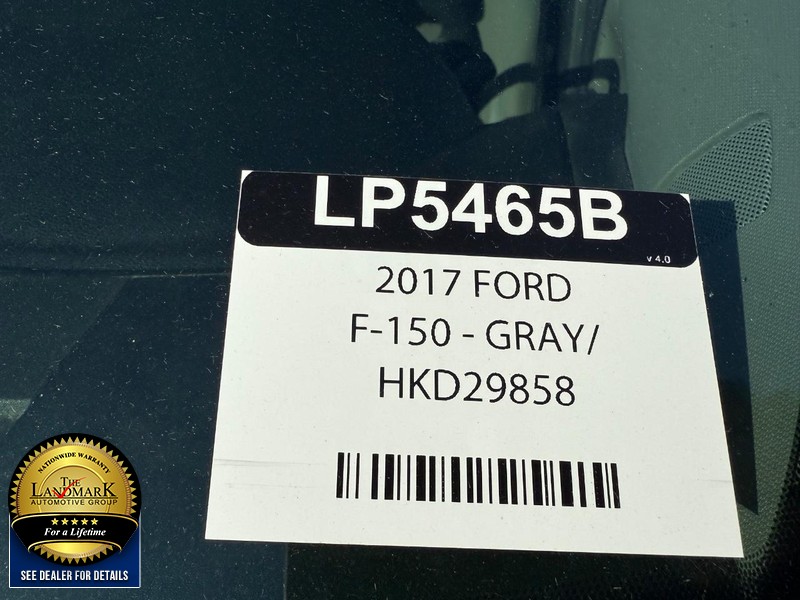 LP5465B
v 4.0
2017 FORD
F-150 - GRAY/
HKD29858
NATIONWIDE WARRANTY
THE
LANDMARK
AUTOMOTIVE GROUP
For a Lifetime
SEE DEALER FOR DETAILS